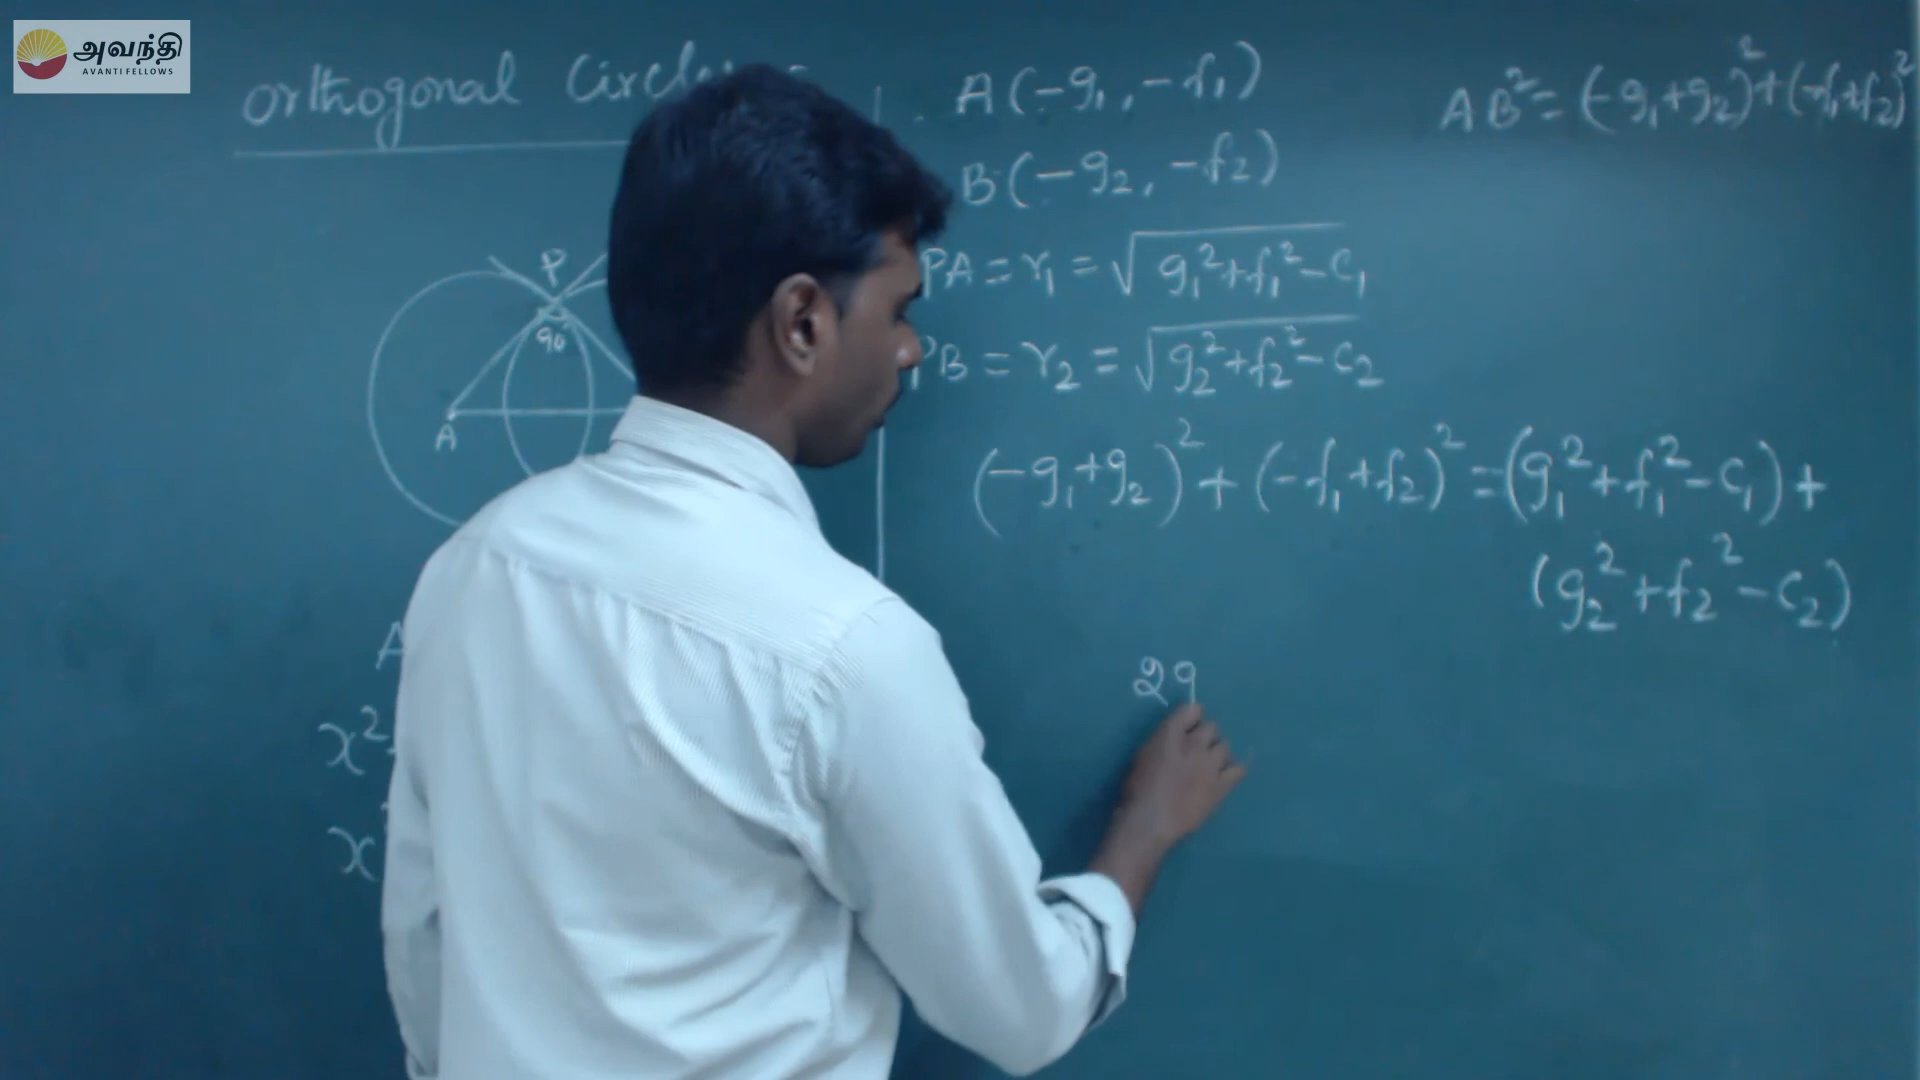 அவந்தி
AVANTI FELLOWS
Orthogonal Circles
P
90°
A
A
x²
x
A(-g₁, -f₁)
B(-g₂, -f₂)
PA = r₁ = √g₁²+f₁²-c₁
PB = r₂ = √g₂²+f₂²-c₂
AB² = (-g₁+g₂)²+(-f₁+f₂)²
(-g₁+g₂)²+(-f₁+f₂)²=(g₁²+f₁²-c₁)+
(g₂²+f₂²-c₂)
2g